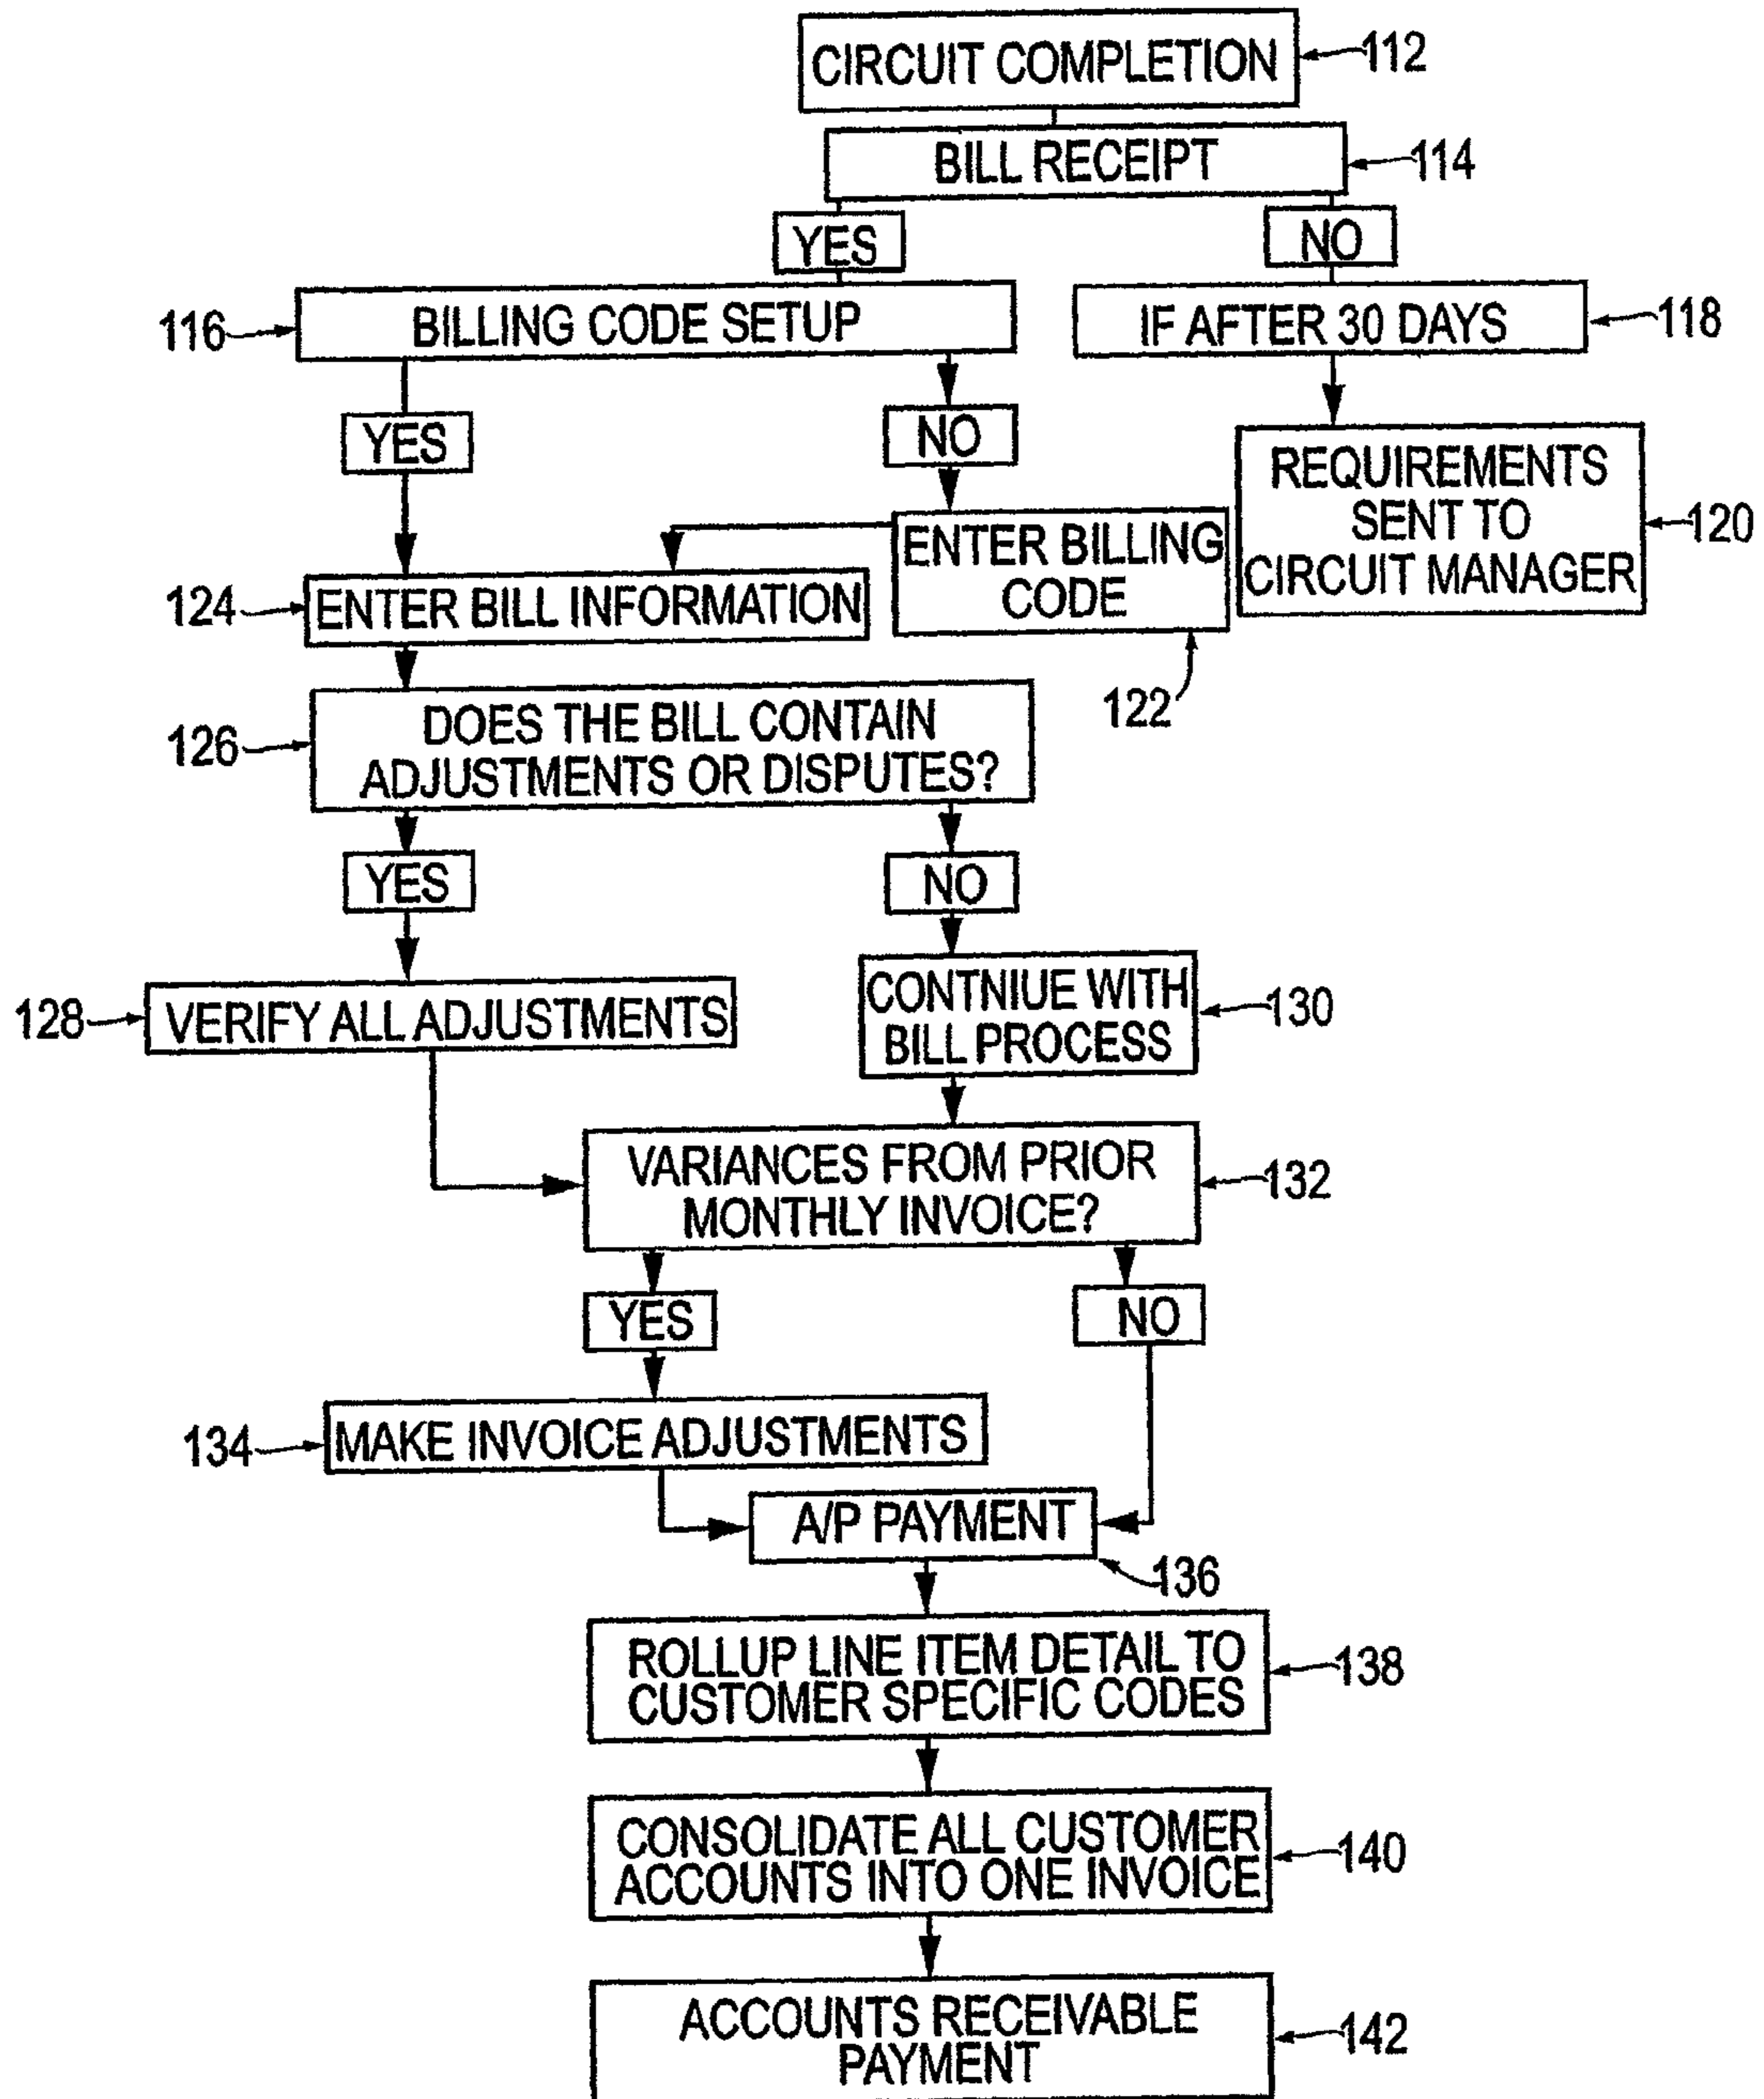 CIRCUIT COMPLETION
112
BILL RECEIPT
114
YES
NO
116
BILLING CODE SETUP
IF AFTER 30 DAYS
118
YES
NO
REQUIREMENTS
SENT TO
CIRCUIT MANAGER
120
ENTER BILLING
CODE
122
124
ENTER BILL INFORMATION
126
DOES THE BILL CONTAIN
ADJUSTMENTS OR DISPUTES?
YES
NO
128
VERIFY ALL ADJUSTMENTS
CONTNIUE WITH
BILL PROCESS
130
VARIANCES FROM PRIOR
MONTHLY INVOICE?
132
YES
NO
134
MAKE INVOICE ADJUSTMENTS
A/P PAYMENT
136
ROLLUP LINE ITEM DETAIL TO
CUSTOMER SPECIFIC CODES
138
CONSOLIDATE ALL CUSTOMER
ACCOUNTS INTO ONE INVOICE
140
ACCOUNTS RECEIVABLE
PAYMENT
142